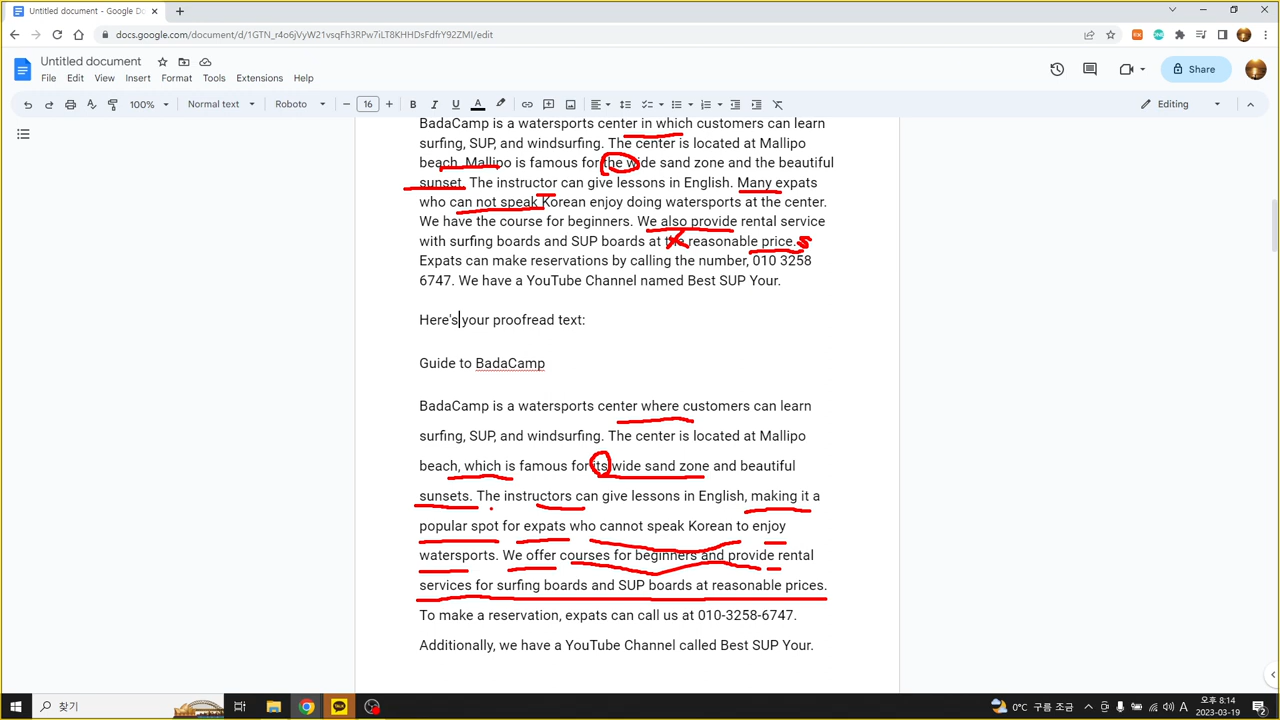 Untitled document - Google Do
docs.google.com/document/d/1GTN_r4o6jVyW21vsqFh3RPw7iLT8KHHDsFdfrY92ZMI/edit
Untitled document
File Edit View Insert Format Tools Extensions Help
Share
100% Normal text Roboto 16 Editing
BadaCamp is a watersports center in which customers can learn
surfing, SUP, and windsurfing. The center is located at Mallipo
beach. Mallipo is famous for the wide sand zone and the beautiful
sunset. The instructor can give lessons in English. Many expats
who can not speak Korean enjoy doing watersports at the center.
We have the course for beginners. We also provide rental service
with surfing boards and SUP boards at the reasonable price. s
Expats can make reservations by calling the number, 010 3258
6747. We have a YouTube Channel named Best SUP Your.
Here's your proofread text:
Guide to BadaCamp
BadaCamp is a watersports center where customers can learn
surfing, SUP, and windsurfing. The center is located at Mallipo
beach, which is famous for its wide sand zone and beautiful
sunsets. The instructors can give lessons in English, making it a
popular spot for expats who cannot speak Korean to enjoy
watersports. We offer courses for beginners and provide rental
services for surfing boards and SUP boards at reasonable prices.
To make a reservation, expats can call us at 010-3258-6747.
Additionally, we have a YouTube Channel called Best SUP Your.
찾기 0°C 구름 조금 A 오후 8:14
2023-03-19